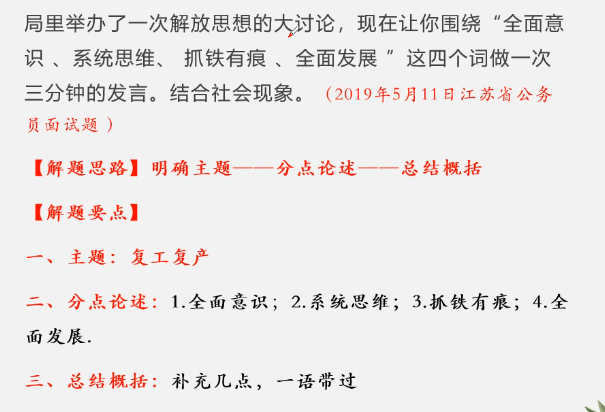 局里举办了一次解放思想的大讨论，现在让你围绕“全面意
识 、系统思维、 抓铁有痕 、全面发展 ”这四个词做一次
三分钟的发言。结合社会现象。（2019年5月11日江苏省公务
员面试题 ）
【解题思路】明确主题——分点论述——总结概括
【解题要点】
一、主题：复工复产
二、分点论述：1.全面意识；2.系统思维；3.抓铁有痕；4.全
面发展.
三、总结概括：补充几点，一语带过